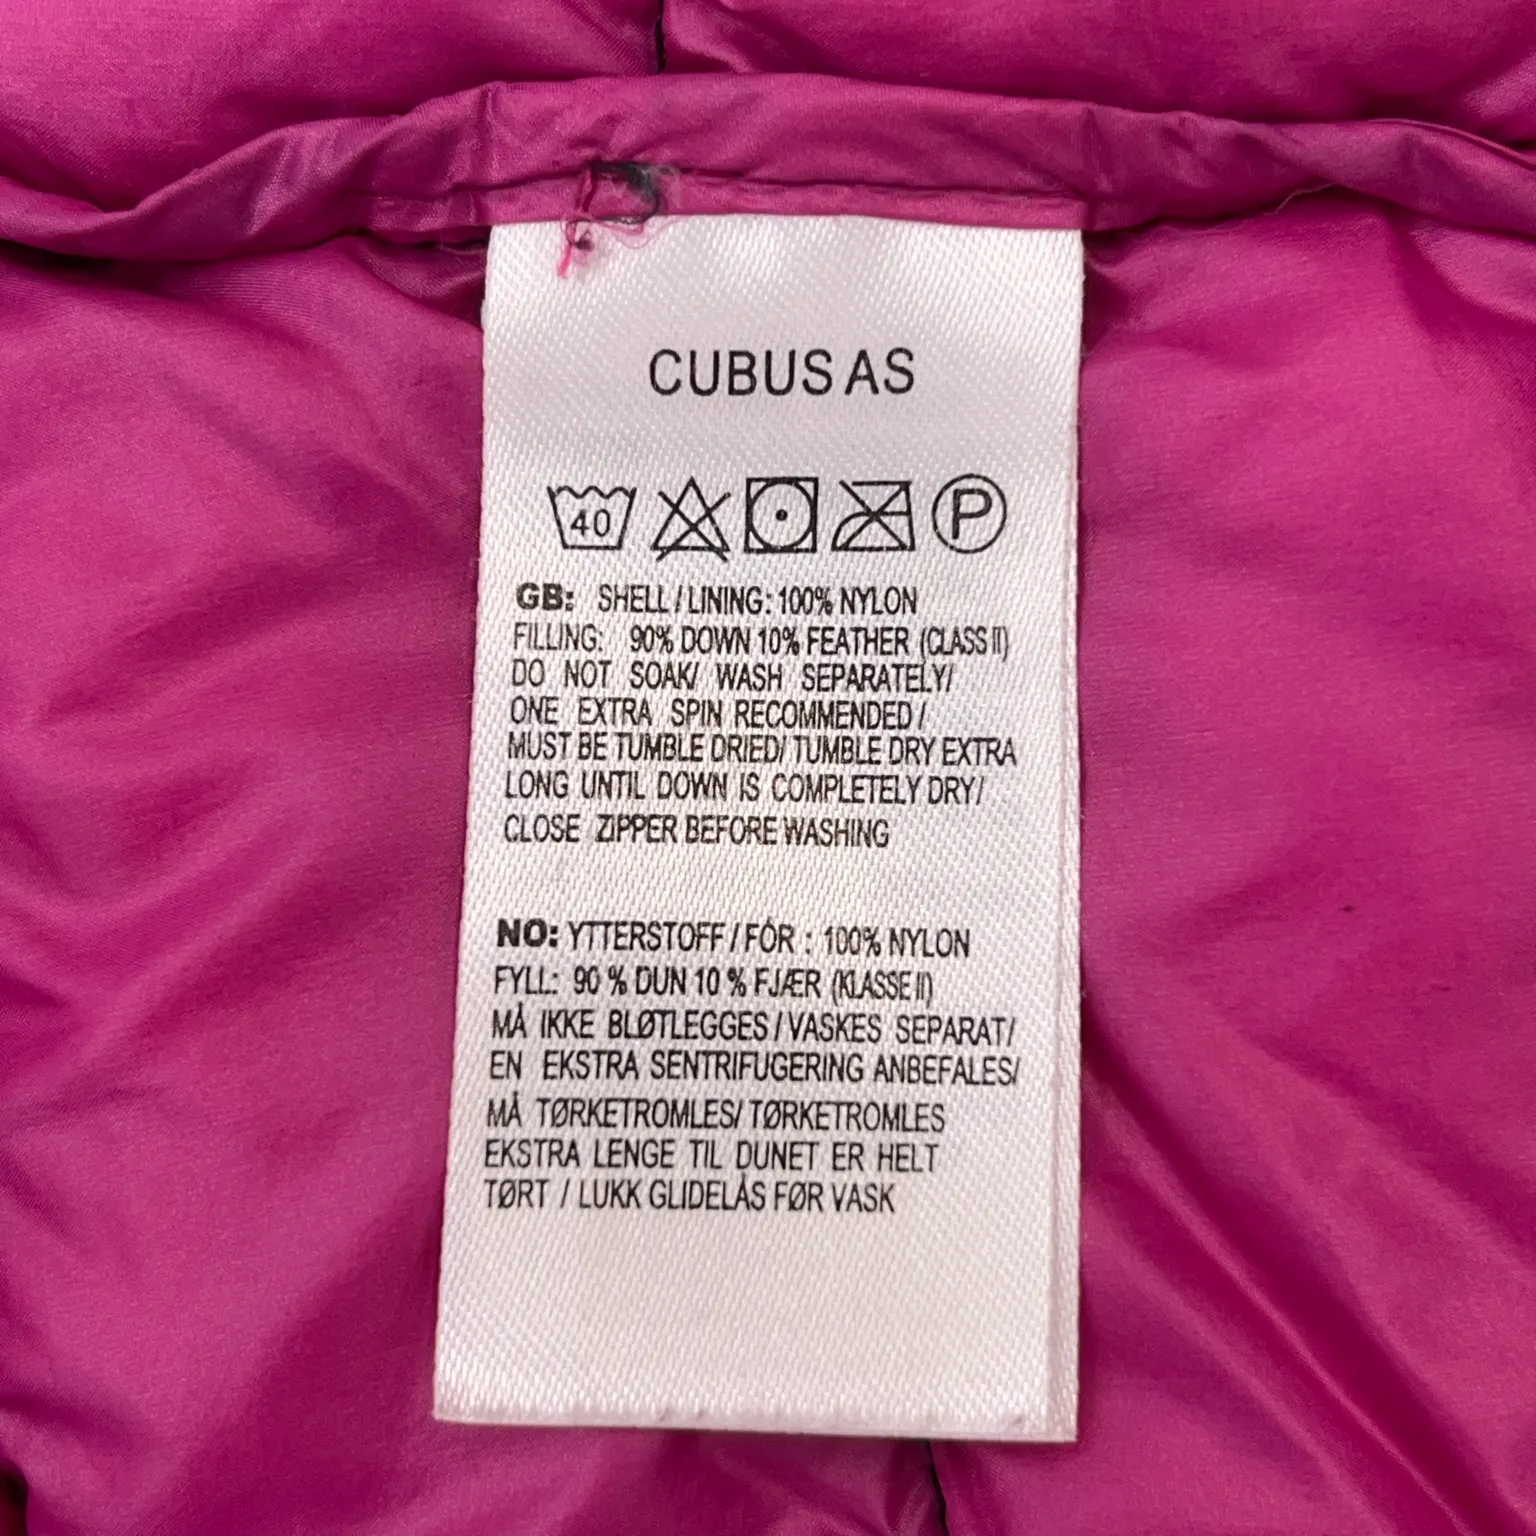 CUBUS AS
40 P
GB: SHELL / LINING: 100% NYLON
FILLING: 90% DOWN 10% FEATHER (CLASS II)
DO NOT SOAK/ WASH SEPARATELY/
ONE EXTRA SPIN RECOMMENDED /
MUST BE TUMBLE DRIED/ TUMBLE DRY EXTRA
LONG UNTIL DOWN IS COMPLETELY DRY/
CLOSE ZIPPER BEFORE WASHING
NO: YTTERSTOFF / FÓR : 100% NYLON
FYLL: 90 % DUN 10 % FJÆR (KLASSE II)
MÅ IKKE BLØTLEGGES / VASKES SEPARAT/
EN EKSTRA SENTRIFUGERING ANBEFALES/
MÅ TØRKETROMLES/ TØRKETROMLES
EKSTRA LENGE TIL DUNET ER HELT
TØRT / LUKK GLIDELÅS FØR VASK